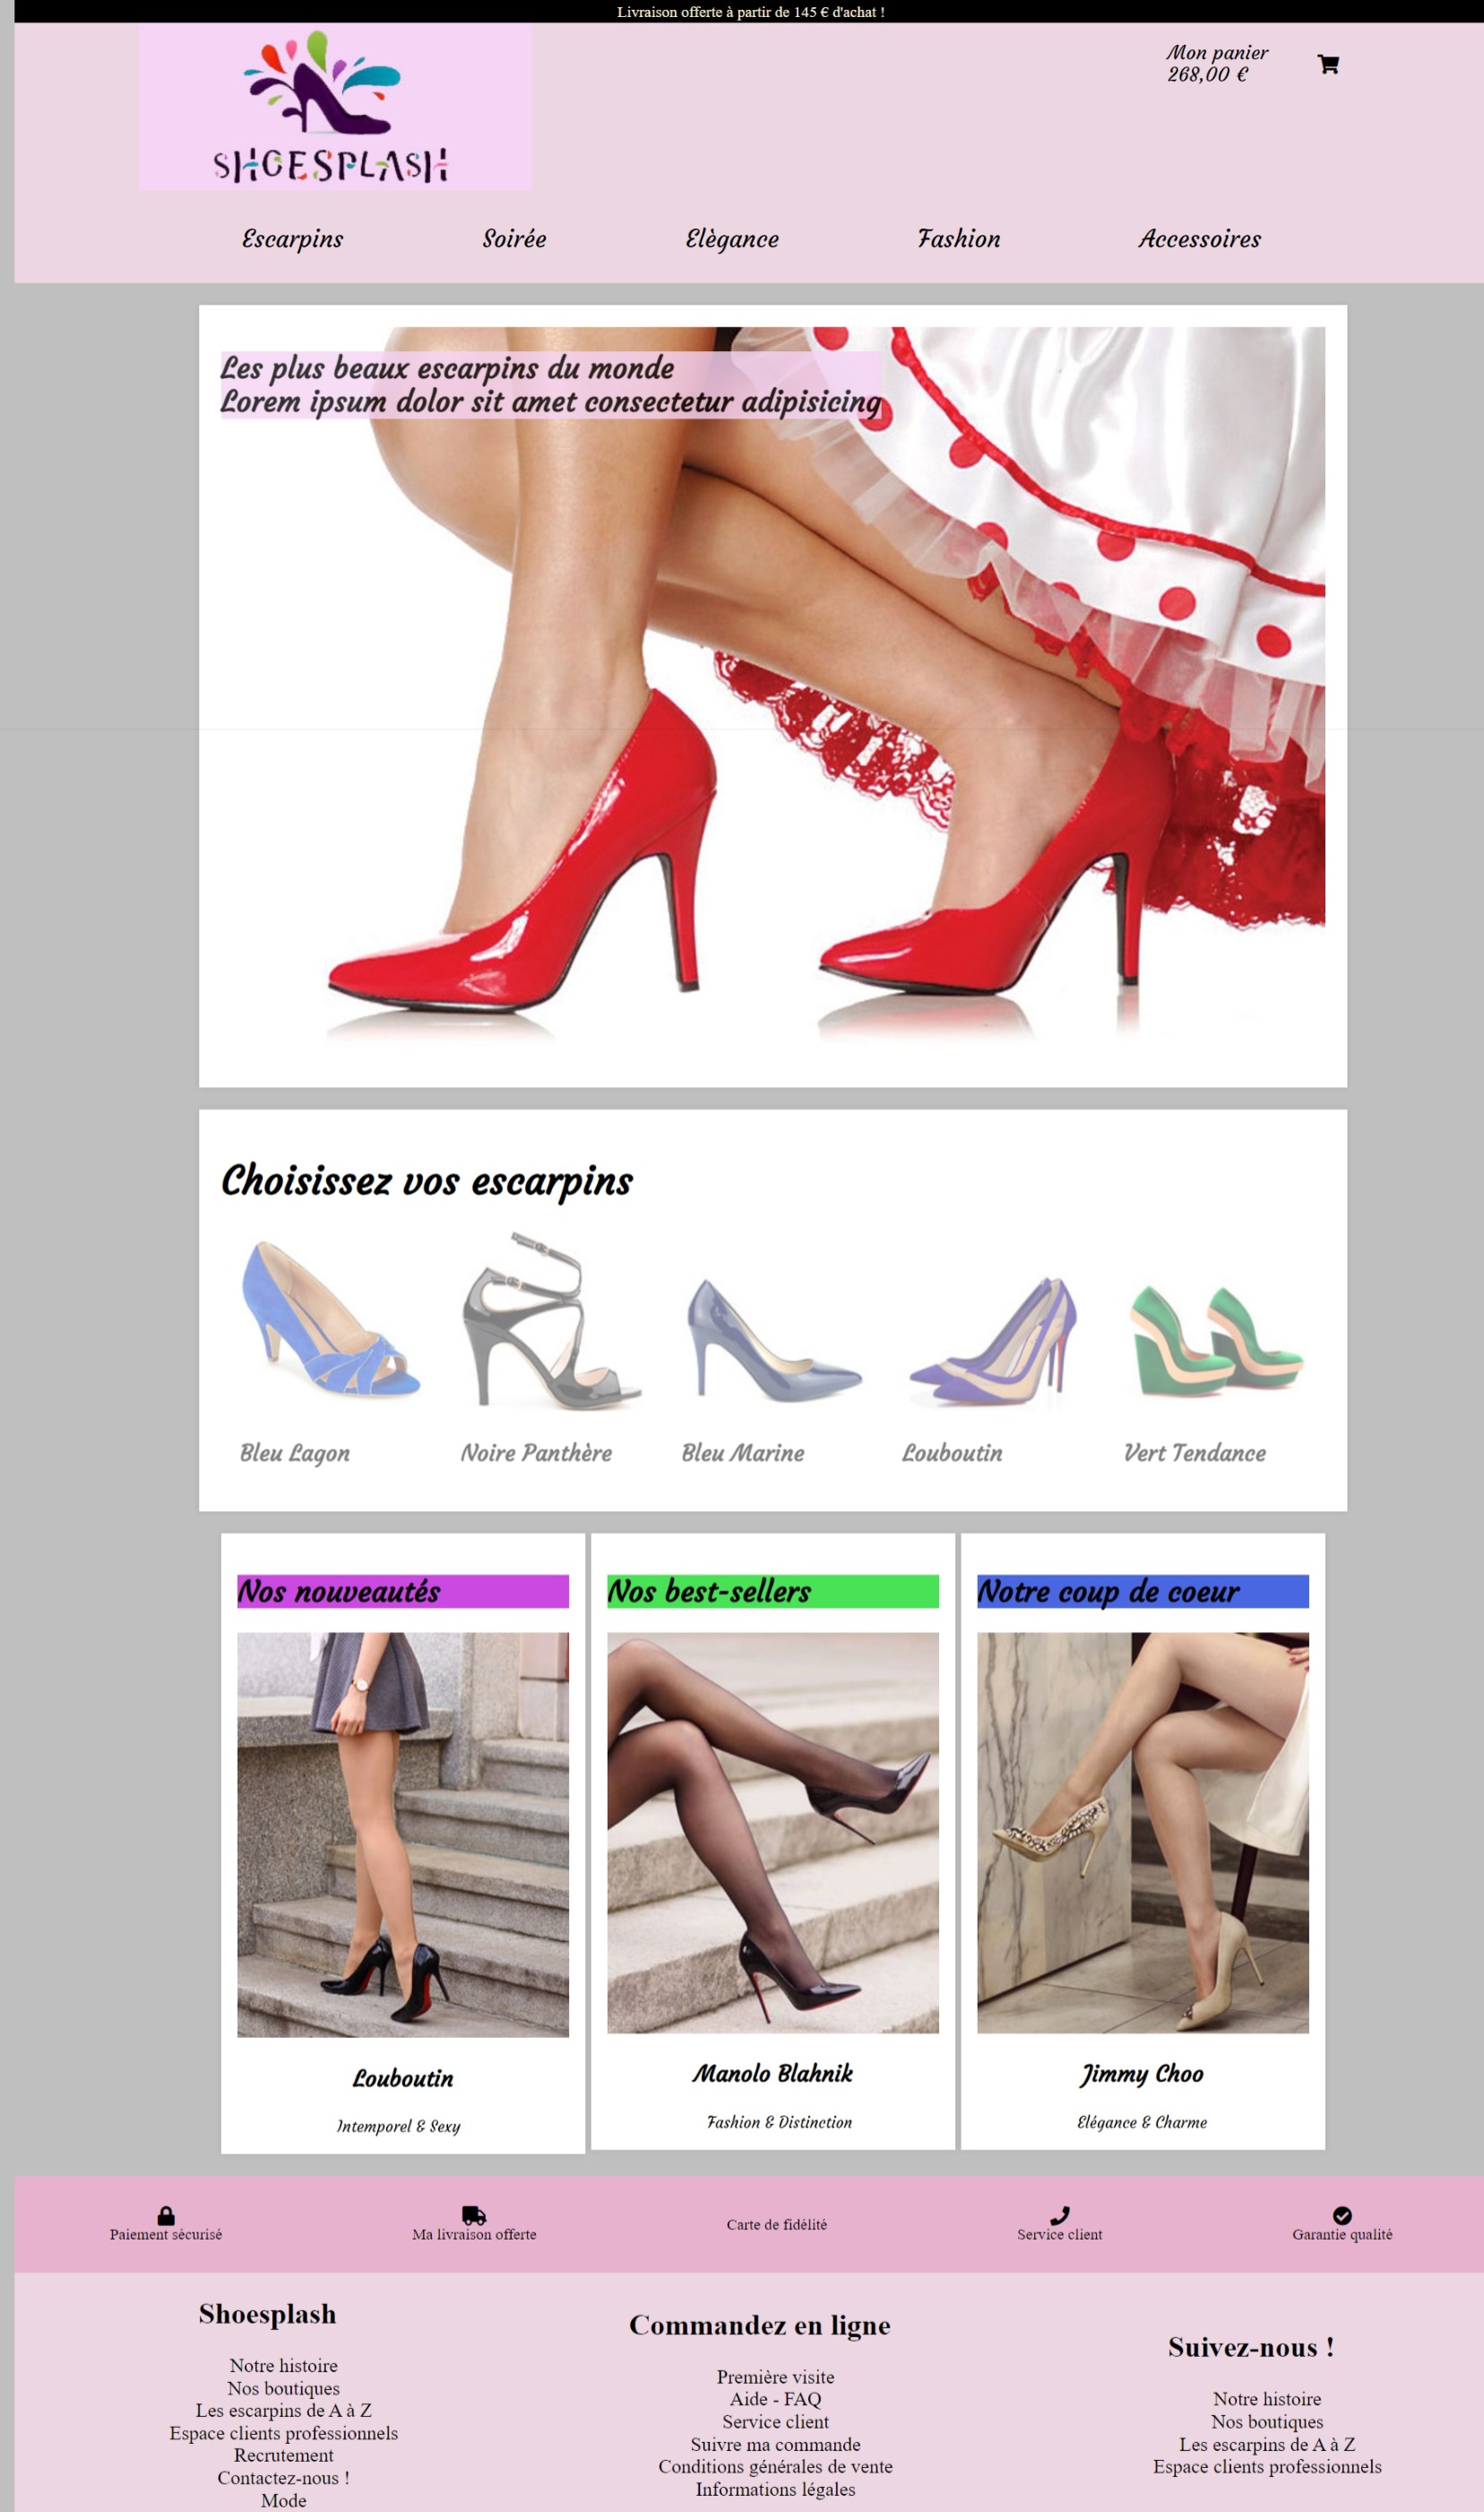 Livraison offerte à partir de 145 € d'achat !
SHOESPLASH
Mon panier
268,00 €
Escarpins Soirée Elègance Fashion Accessoires
Les plus beaux escarpins du monde
Lorem ipsum dolor sit amet consectetur adipisicing
Choisissez vos escarpins
Bleu Lagon Noire Panthère Bleu Marine Louboutin Vert Tendance
Nos nouveautés
Louboutin
Intemporel & Sexy
Nos best-sellers
Manolo Blahnik
Fashion & Distinction
Notre coup de coeur
Jimmy Choo
Elégance & Charme
Paiement sécurisé Ma livraison offerte Carte de fidélité Service client Garantie qualité
Shoesplash
Notre histoire
Nos boutiques
Les escarpins de A à Z
Espace clients professionnels
Recrutement
Contactez-nous !
Mode
Commandez en ligne
Première visite
Aide - FAQ
Service client
Suivre ma commande
Conditions générales de vente
Informations légales
Suivez-nous !
Notre histoire
Nos boutiques
Les escarpins de A à Z
Espace clients professionnels